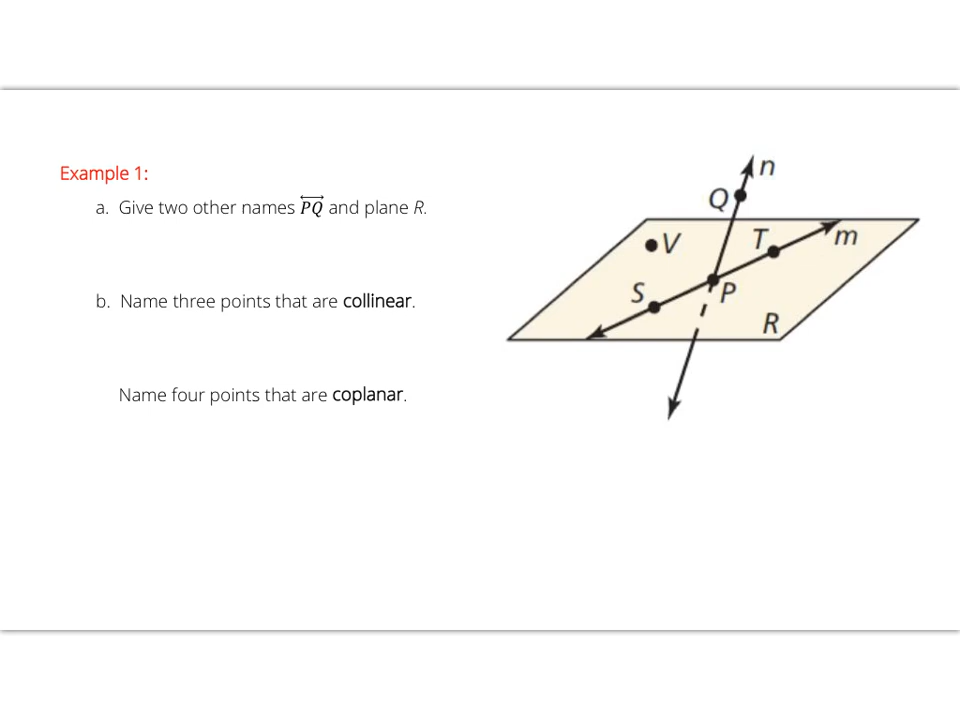 Example 1:
a. Give two other names \overleftrightarrow{PQ} and plane R.
b. Name three points that are collinear.
Name four points that are coplanar.
n
Q
V
T
m
S
P
R